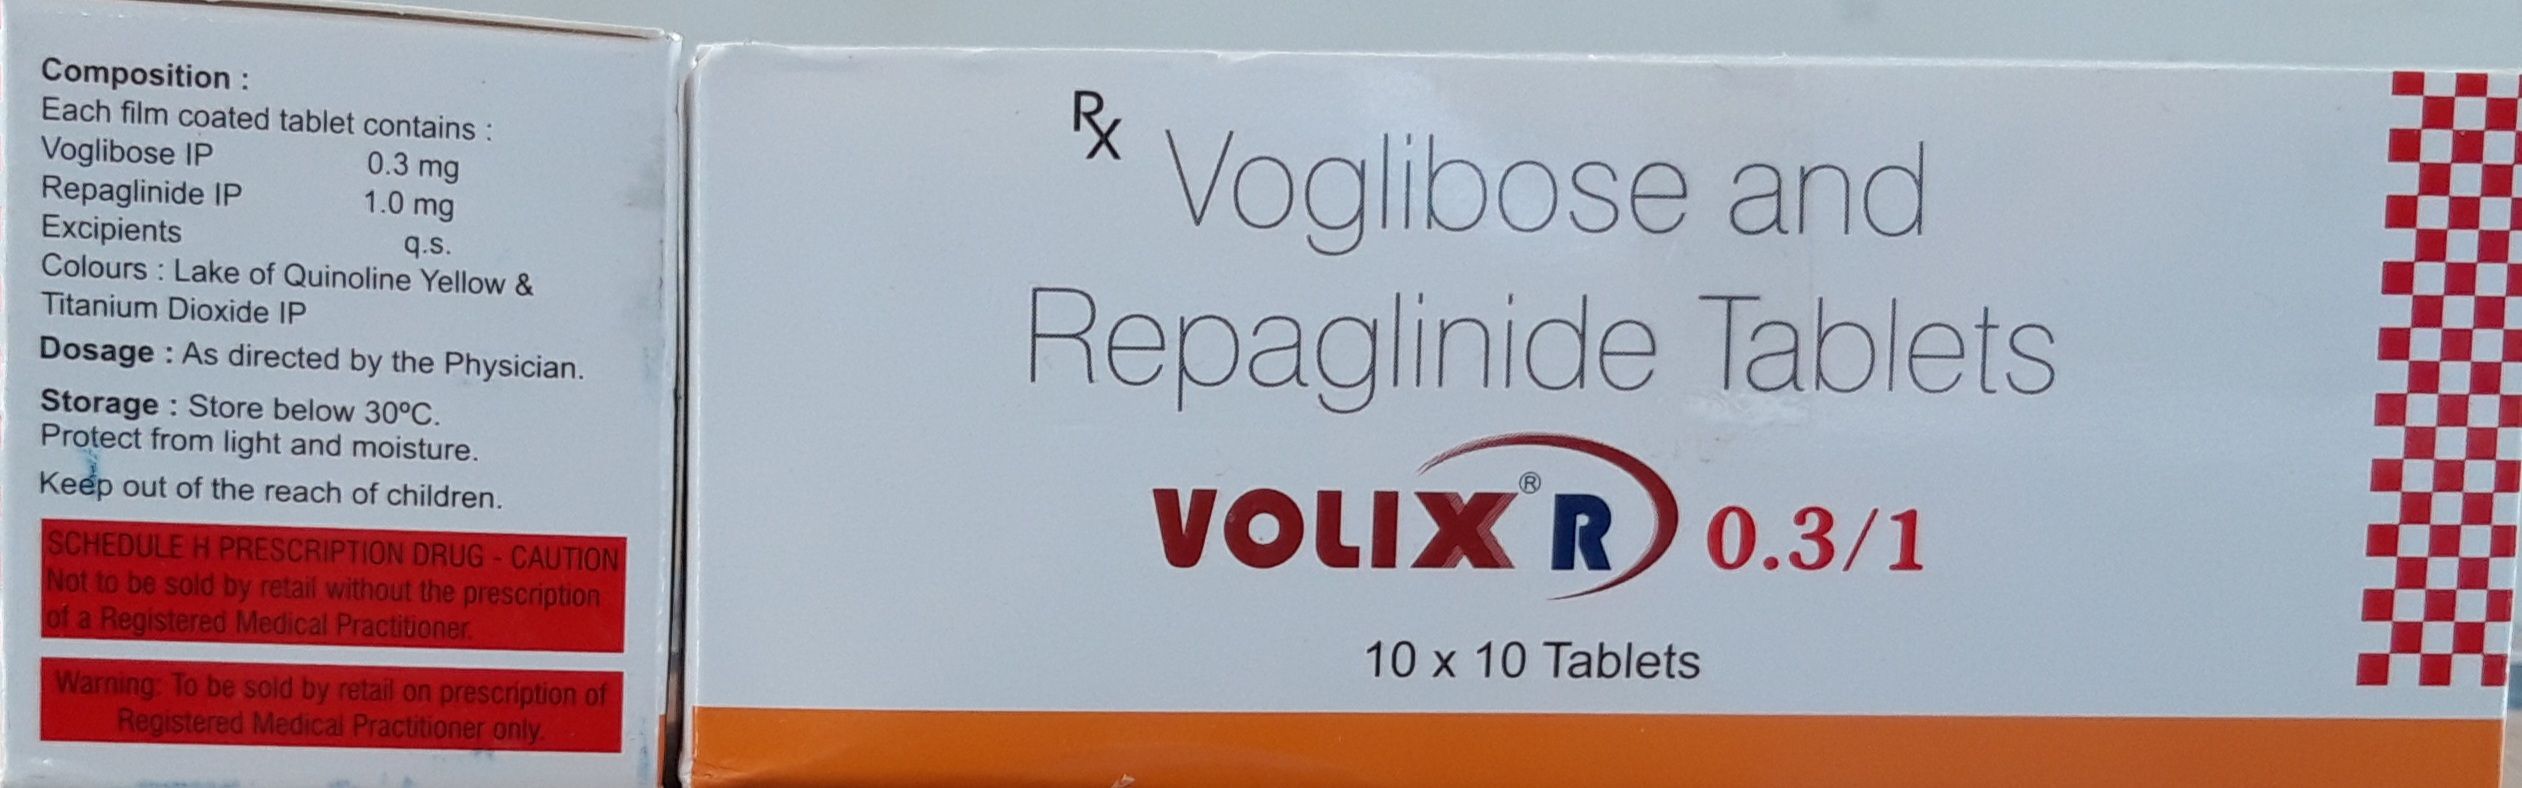 Composition :
Each film coated tablet contains :
Voglibose IP 0.3 mg
Repaglinide IP 1.0 mg
Excipients q.s.
Colours : Lake of Quinoline Yellow &
Titanium Dioxide IP
Dosage : As directed by the Physician.
Storage : Store below 30ºC.
Protect from light and moisture.
Keep out of the reach of children.
SCHEDULE H PRESCRIPTION DRUG - CAUTION
Not to be sold by retail without the prescription
of a Registered Medical Practitioner.
Warning: To be sold by retail on prescription of
Registered Medical Practitioner only.
Rx Voglibose and
Repaglinide Tablets
VOLIX® R 0.3/1
10 x 10 Tablets